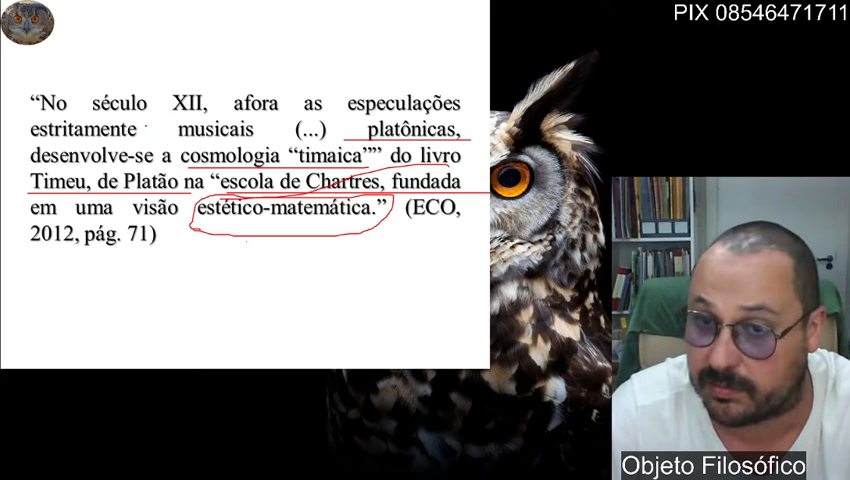 PIX 08546471711
“No século XII, afora as especulações
estritamente musicais (...) platônicas,
desenvolve-se a cosmologia “timaica”” do livro
Timeu, de Platão na “escola de Chartres, fundada
em uma visão estético-matemática.” (ECO,
2012, pág. 71)
Objeto Filosófico